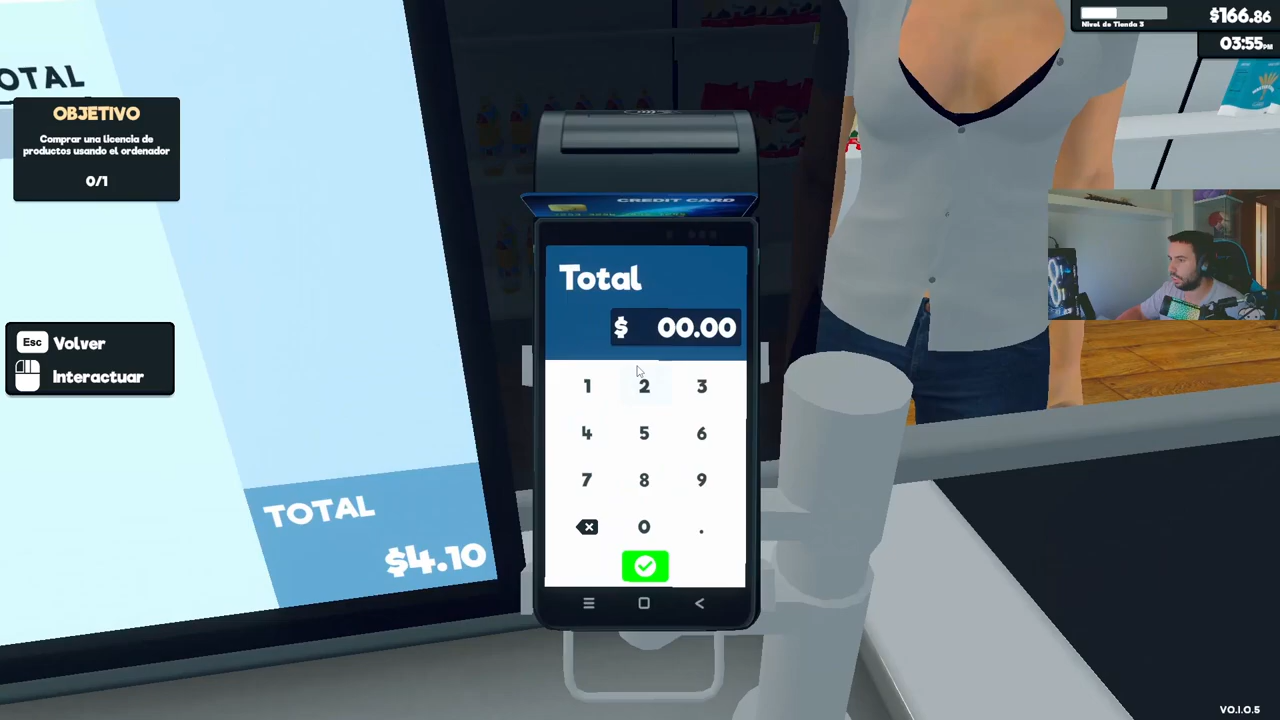 OTAL
OBJETIVO
Comprar una licencia de
productos usando el ordenador
0/1
Esc Volver
Interactuar
TOTAL
$4.10
CREDIT CARD
Total
$ 00.00
1 2 3
4 5 6
7 8 9
0 .
$166.86
Nivel de Tienda 3
03:55PM
V0.1.0.5